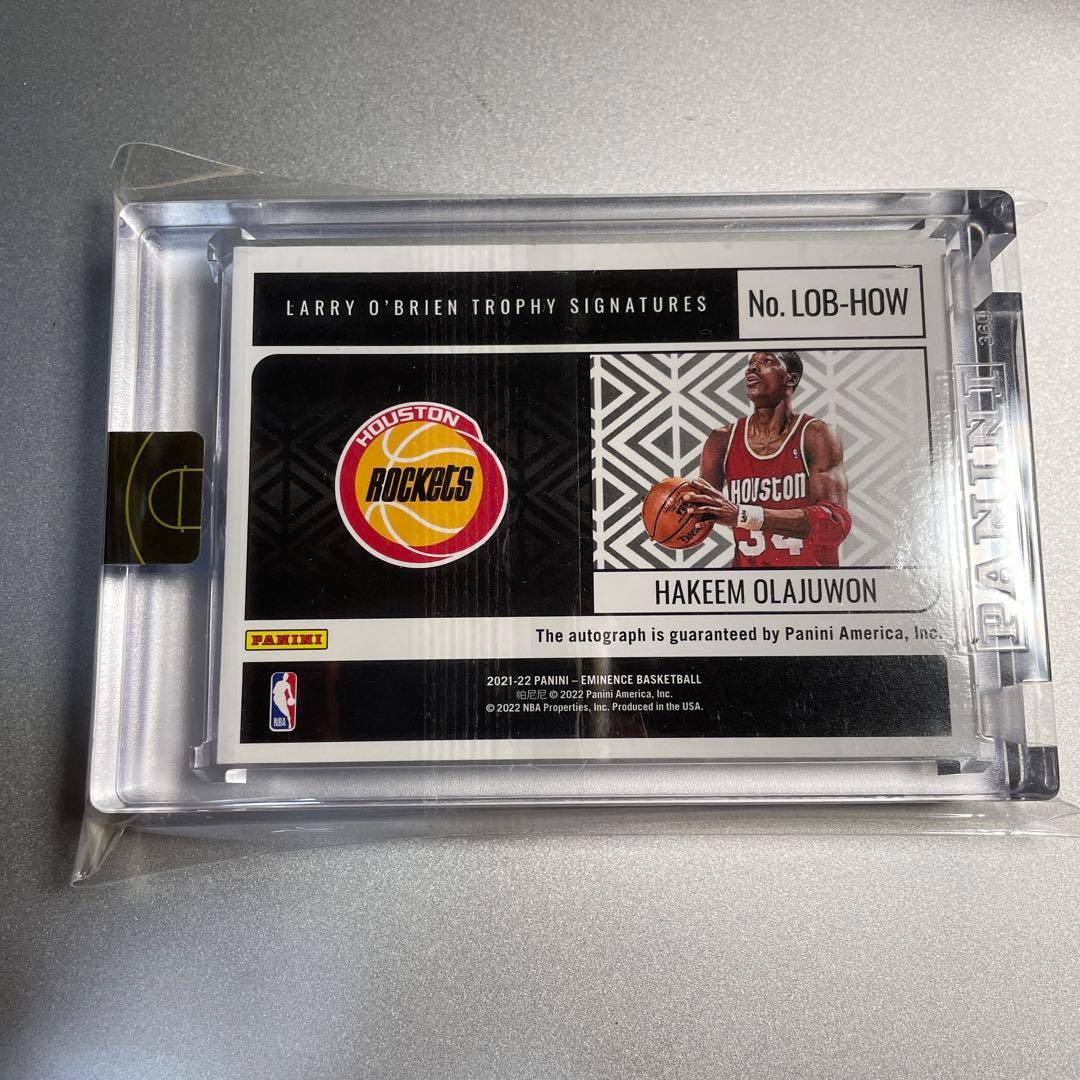 LARRY O'BRIEN TROPHY SIGNATURES
No. LOB-HOW
HOUSTON
ROCKETS
HOUSTON
34
HAKEEM OLAJUWON
PANINI
The autograph is guaranteed by Panini America, Inc.
NBA
2021-22 PANINI – EMINENCE BASKETBALL
帕尼尼 © 2022 Panini America, Inc.
© 2022 NBA Properties, Inc. Produced in the USA.
PANINI
360